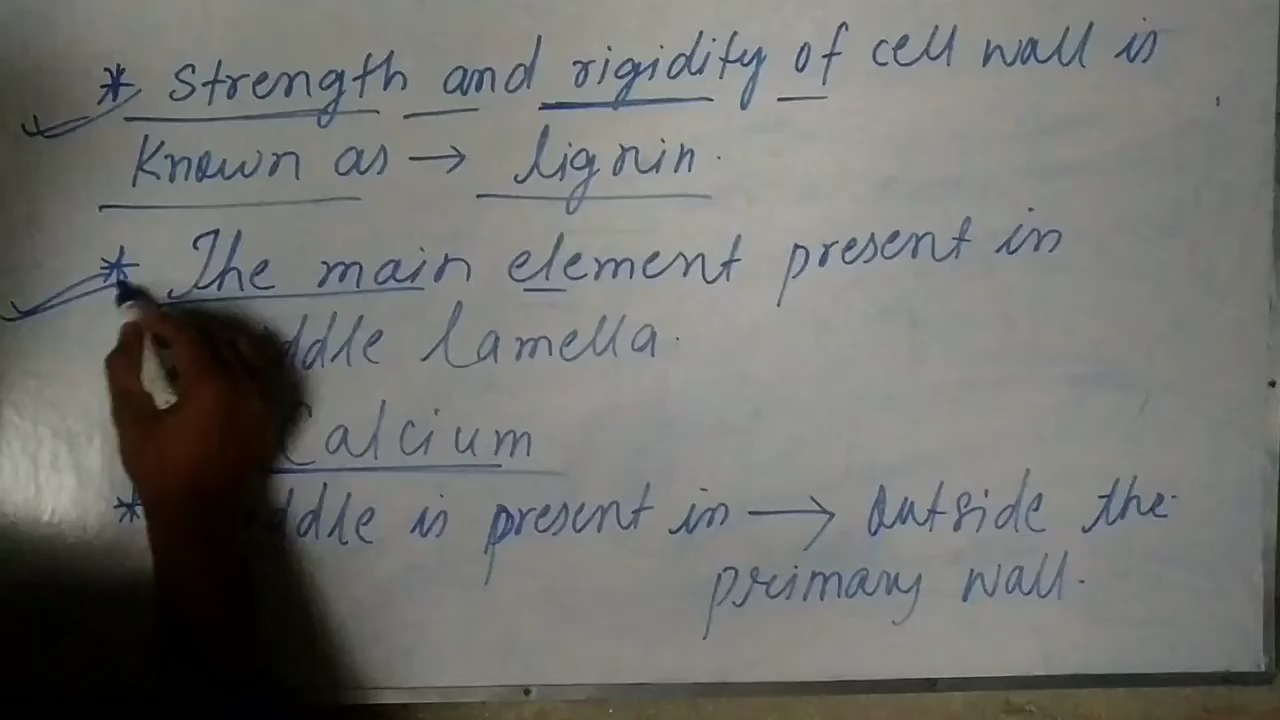 * Strength and rigidity of cell wall is
known as → lignin.
* The main element present in
ddle lamella.
Calcium
* ddle is present in → outside the
primary wall.